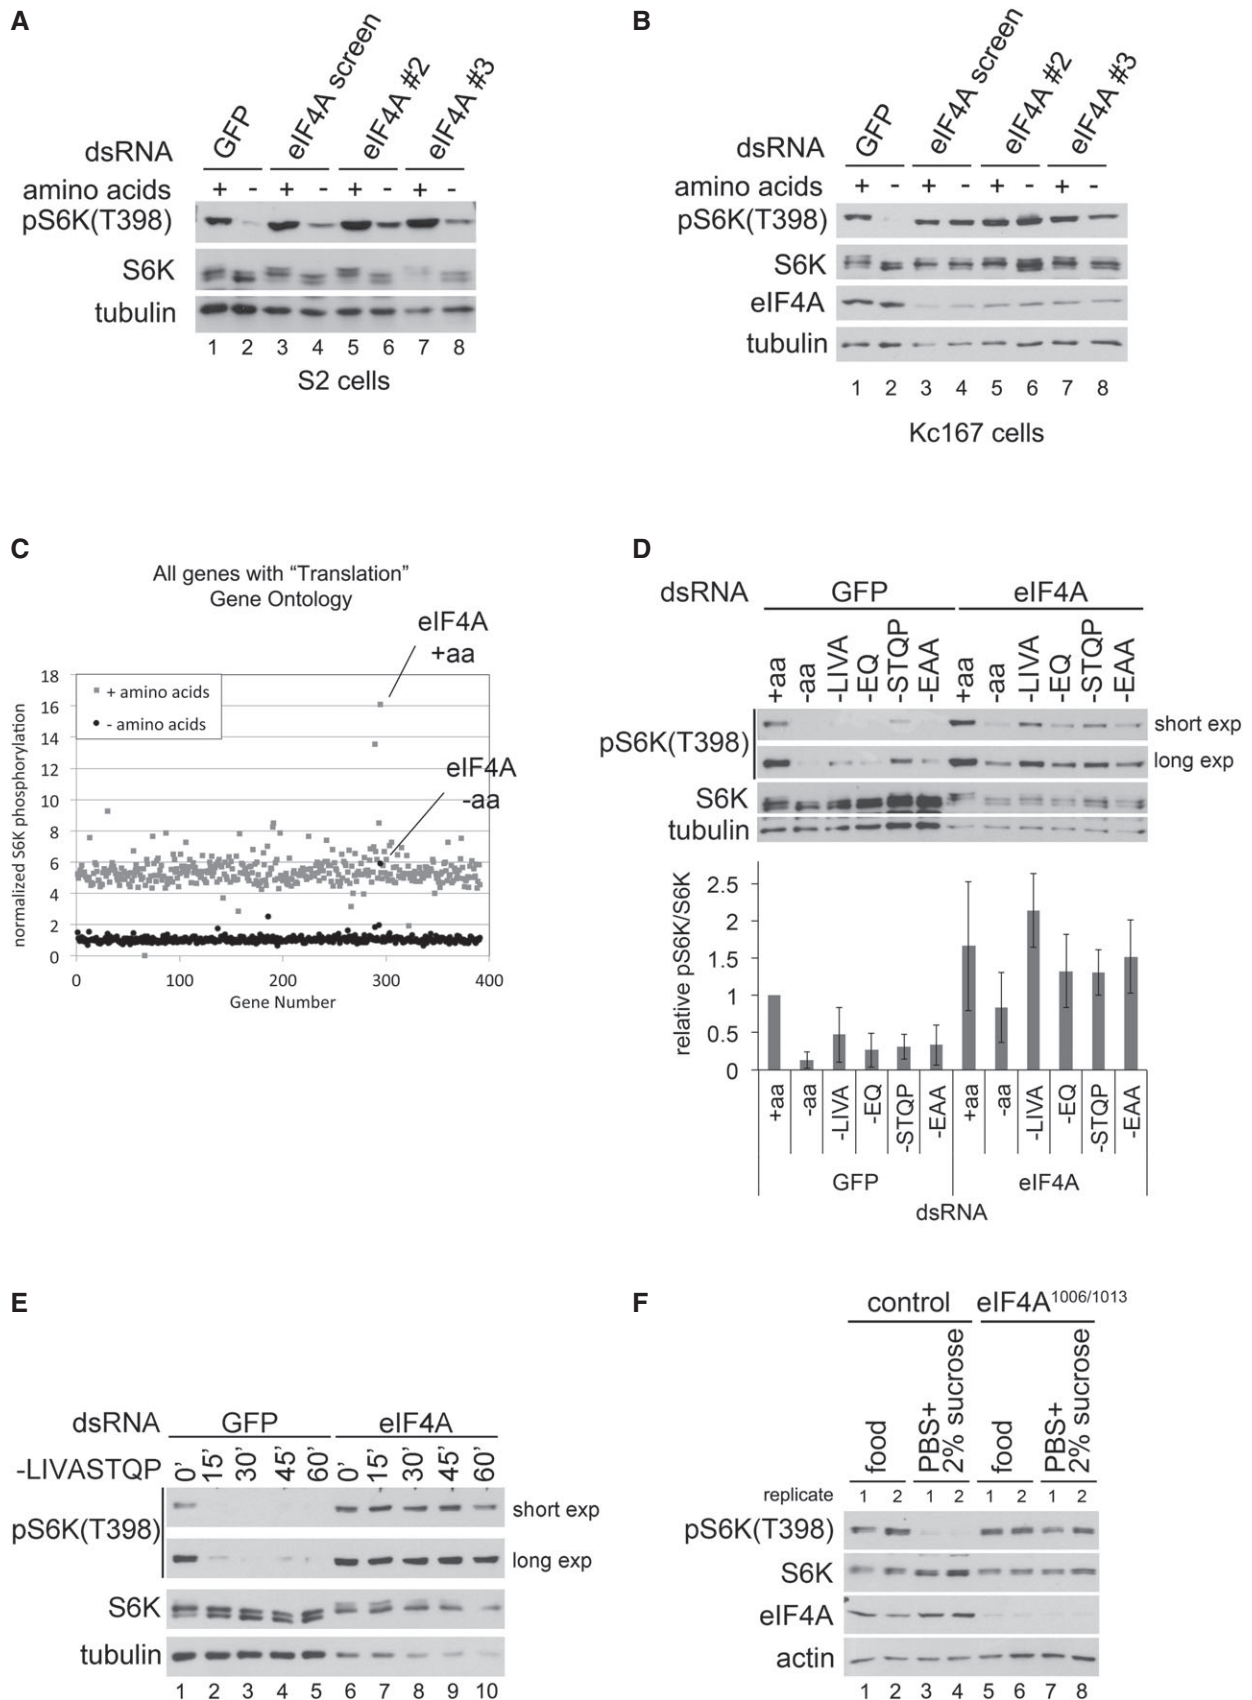 A
dsRNA GFP eIF4A screen eIF4A #2 eIF4A #3
amino acids + - + - + - + -
pS6K(T398)
S6K
tubulin
1 2 3 4 5 6 7 8
S2 cells
B
dsRNA GFP eIF4A screen eIF4A #2 eIF4A #3
amino acids + - + - + - + -
pS6K(T398)
S6K
eIF4A
tubulin
1 2 3 4 5 6 7 8
Kc167 cells
C
All genes with “Translation”
Gene Ontology
eIF4A
+aa
+ amino acids
- amino acids
eIF4A
-aa
normalized S6K phosphorylation
18
16
14
12
10
8
6
4
2
0
0 100 200 300 400
Gene Number
D
dsRNA GFP eIF4A
+aa -aa -LIVA -EQ -STQP -EAA +aa -aa -LIVA -EQ -STQP -EAA
pS6K(T398) short exp
long exp
S6K
tubulin
relative pS6K/S6K
2.5
2
1.5
1
0.5
0
+aa -aa -LIVA -EQ -STQP -EAA +aa -aa -LIVA -EQ -STQP -EAA
GFP eIF4A
dsRNA
E
dsRNA GFP eIF4A
-LIVASTQP 0’ 15’ 30’ 45’ 60’ 0’ 15’ 30’ 45’ 60’
pS6K(T398) short exp
long exp
S6K
tubulin
1 2 3 4 5 6 7 8 9 10
F
control eIF4A1006/1013
food PBS+ 2% sucrose food PBS+ 2% sucrose
replicate 1 2 1 2 1 2 1 2
pS6K(T398)
S6K
eIF4A
actin
1 2 3 4 5 6 7 8